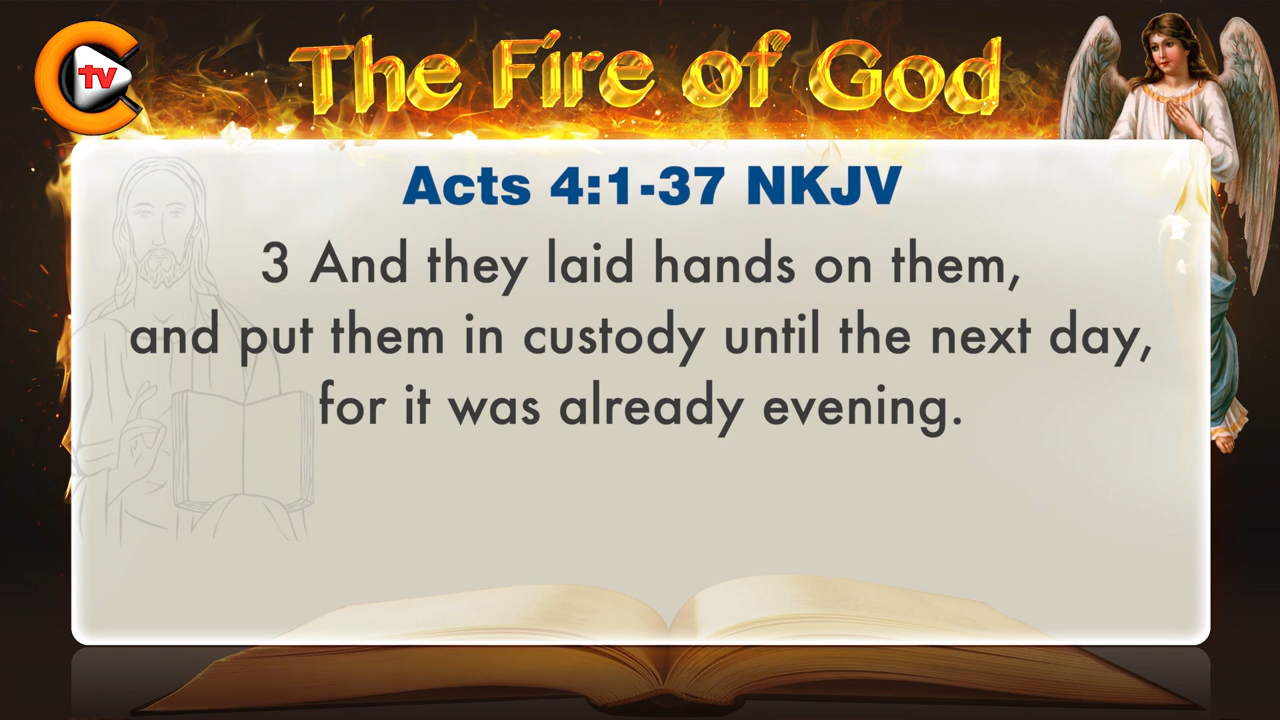 tv
The Fire of God
Acts 4:1-37 NKJV
3 And they laid hands on them,
and put them in custody until the next day,
for it was already evening.